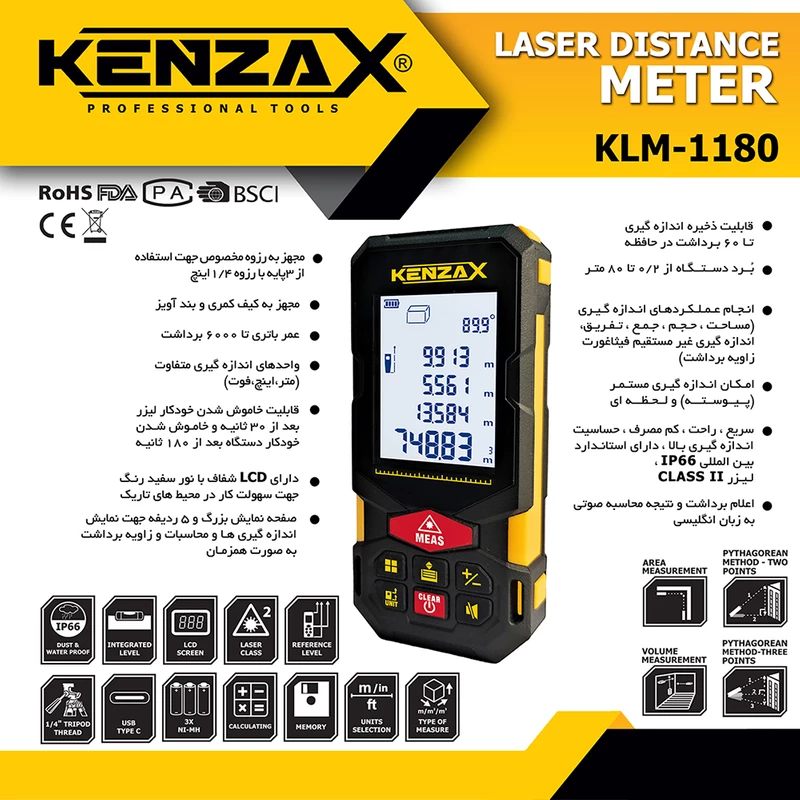 KENZAX®
PROFESSIONAL TOOLS
LASER DISTANCE
METER
KLM-1180
RoHS FDA PA BSCI
CE
مجهز به رزوه مخصوص جهت استفاده
از ۳پایه با رزوه ۱/۴ اینچ
مجهز به کیف کمری و بند آویز
عمر باتری تا ۶۰۰۰ برداشت
واحدهای اندازه گیری متفاوت
(متر،اینچ،فوت)
قابلیت خاموش شدن خودکار لیزر
بعد از ۳۰ ثانیه و خاموش شدن
خودکار دستگاه بعد از ۱۸۰ ثانیه
دارای LCD شفاف با نور سفید رنگ
جهت سهولت کار در محیط های تاریک
صفحه نمایش بزرگ و ۵ ردیفه جهت نمایش
اندازه گیری ها و محاسبات و زاویه برداشت
به صورت همزمان
KENZAX
89.9°
9.913 m
5.561 m
13.584 m
748.83 m³
MEAS
UNIT
CLEAR
قابلیت ذخیره اندازه گیری
تا ۶۰ برداشت در حافظه
بُرد دستگاه از ۰/۲ تا ۸۰ متر
انجام عملکردهای اندازه گیری
(مساحت ، حجم ، جمع ، تفریق،
اندازه گیری غیر مستقیم فیثاغورث
زاویه برداشت)
امکان اندازه گیری مستمر
(پیوسته) و لحظه ای
سریع ، راحت ، کم مصرف ، حساسیت
اندازه گیری بالا ، دارای استاندارد
بین المللی IP66 ،
لیزر CLASS II
اعلام برداشت و نتیجه محاسبه صوتی
به زبان انگلیسی
AREA
MEASUREMENT
PYTHAGOREAN
METHOD - TWO
POINTS
VOLUME
MEASUREMENT
PYTHAGOREAN
METHOD-THREE
POINTS
IP66
DUST &
WATER PROOF
INTEGRATED
LEVEL
888
LCD
SCREEN
2
LASER
CLASS
REFERENCE
LEVEL
1/4" TRIPOD
THREAD
USB
TYPE C
3X
NI-MH
CALCULATING
MEMORY
m/in
ft
UNITS
SELECTION
m/m²/m³
TYPE OF
MEASURE